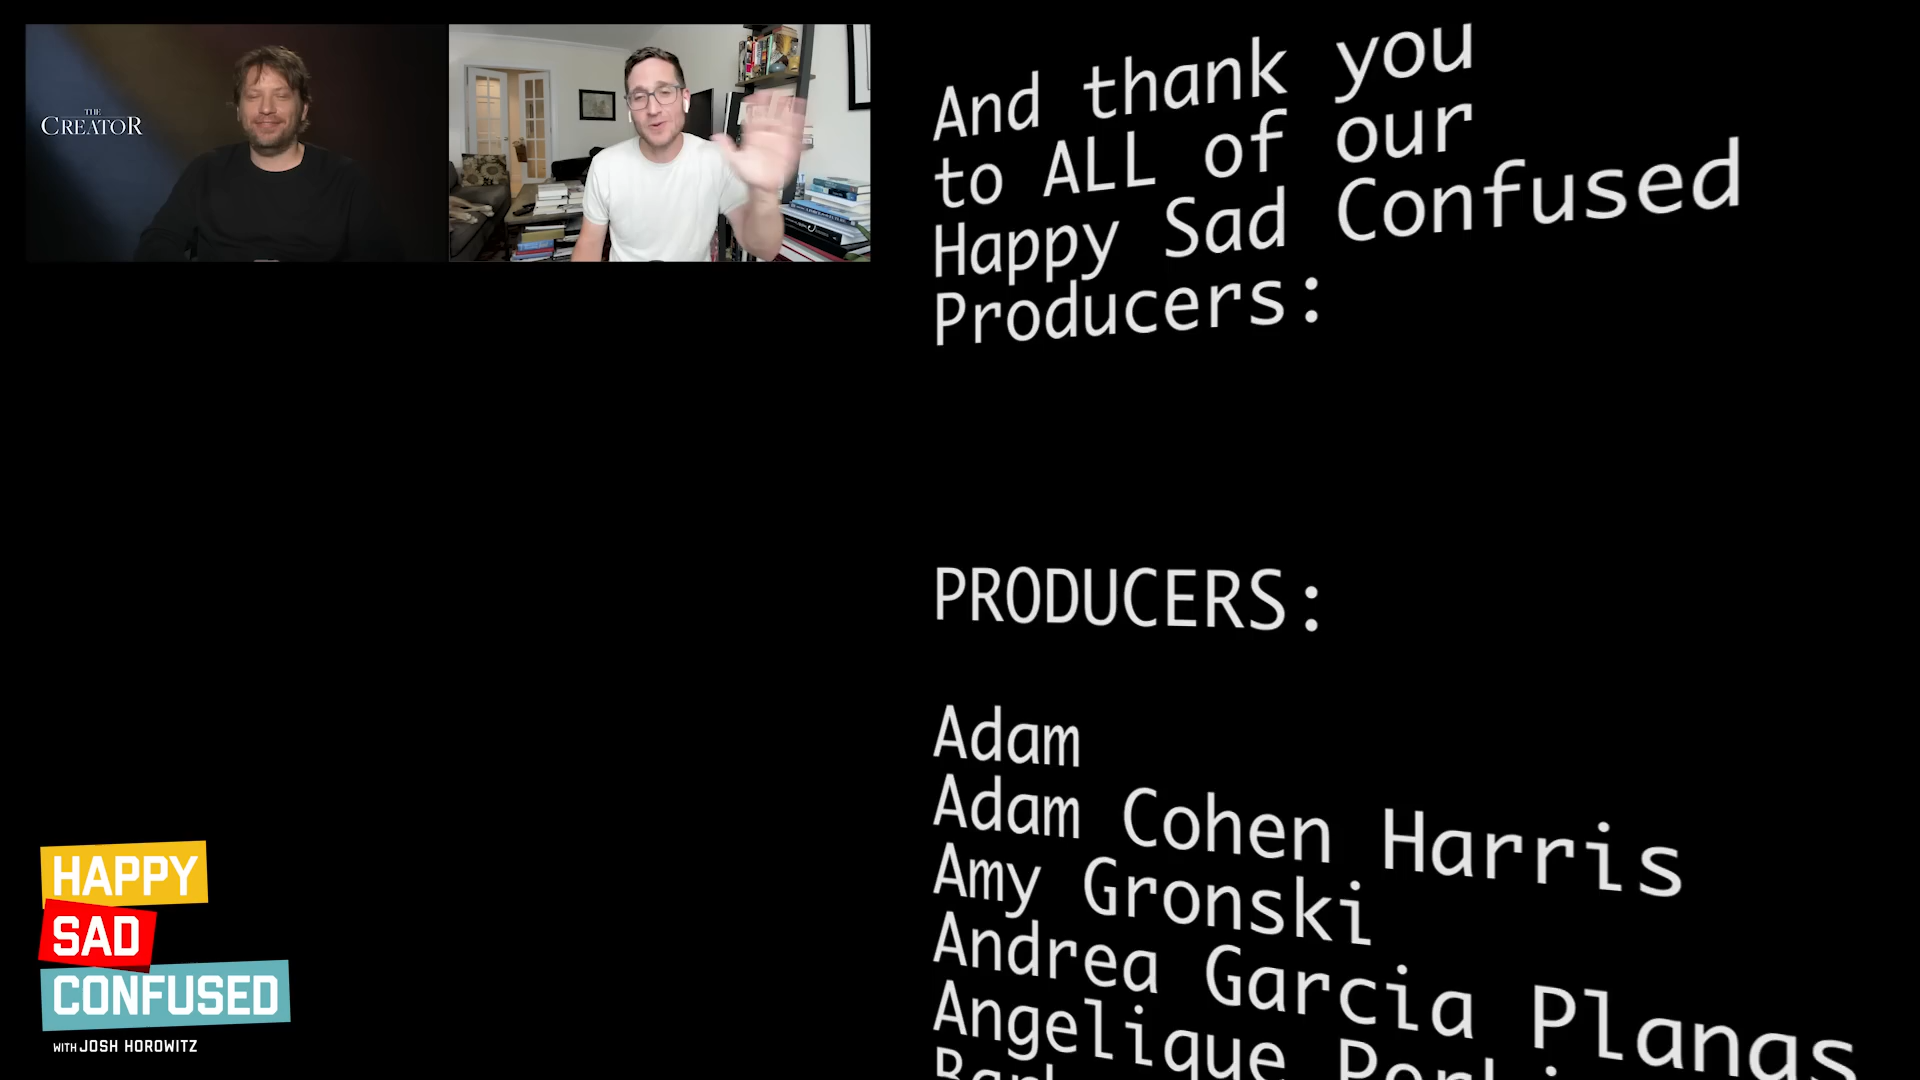 THE
CREATOR
And thank you
to ALL of our
Happy Sad Confused
Producers:
PRODUCERS:
Adam
Adam Cohen Harris
Amy Gronski
Andrea Garcia Planas
Angelique
HAPPY
SAD
CONFUSED
WITH JOSH HOROWITZ